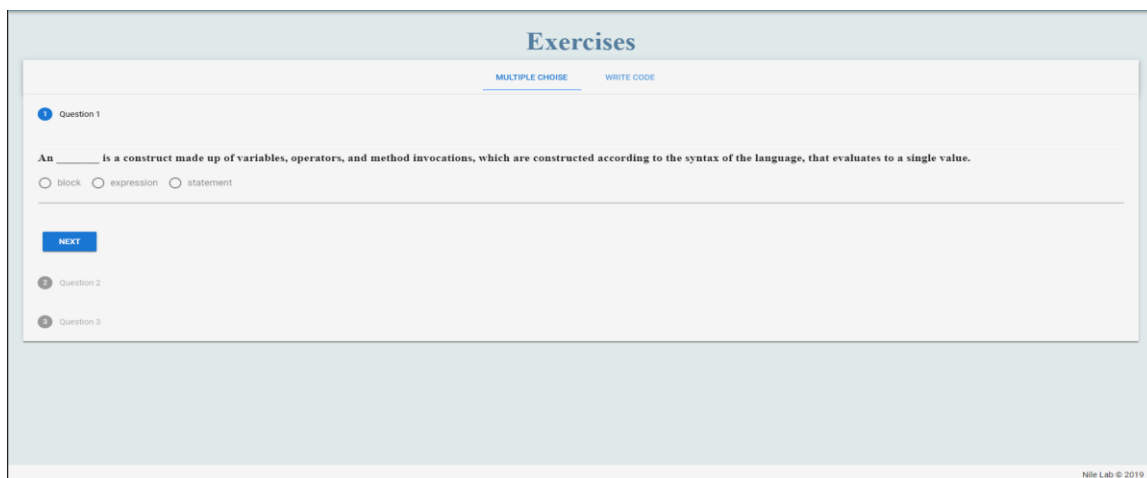 Exercises
MULTIPLE CHOISE WRITE CODE
1 Question 1
An _______ is a construct made up of variables, operators, and method invocations, which are constructed according to the syntax of the language, that evaluates to a single value.
block expression statement
NEXT
2 Question 2
3 Question 3
Nile Lab © 2019